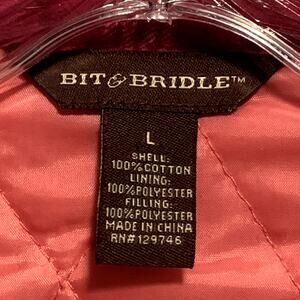 BIT & BRIDLE™
L
SHELL:
100%COTTON
LINING:
100%POLYESTER
FILLING:
100%POLYESTER
MADE IN CHINA
RN#129746